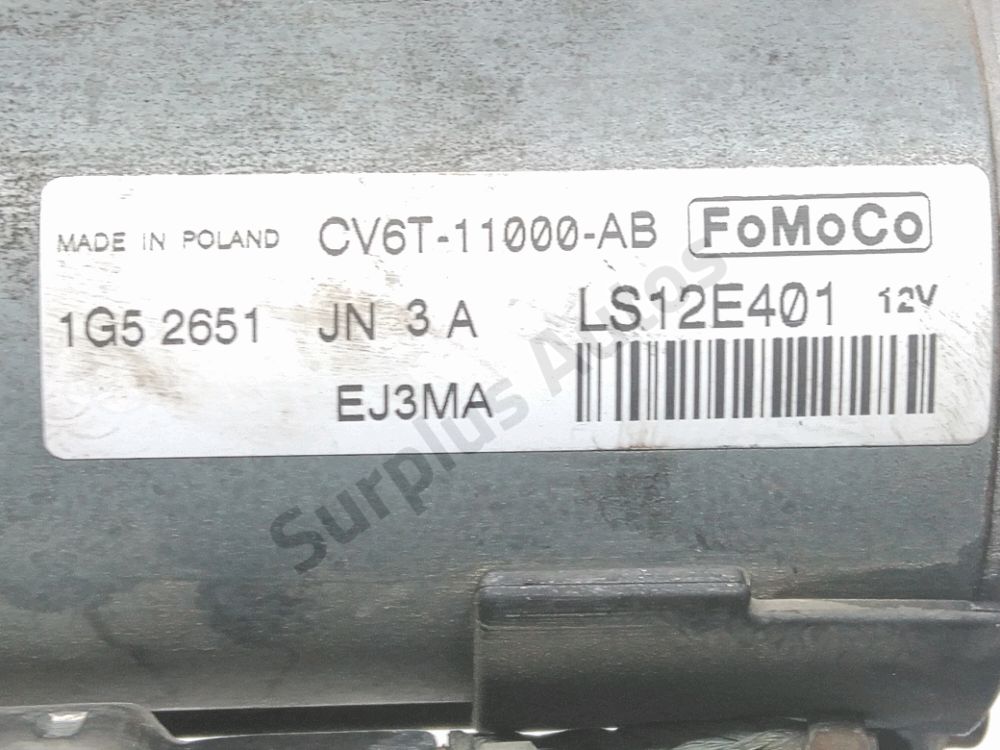 MADE IN POLAND CV6T-11000-AB FoMoCo
1G5 2651 JN 3 A LS12E401 12V
EJ3MA
Surplus Autos